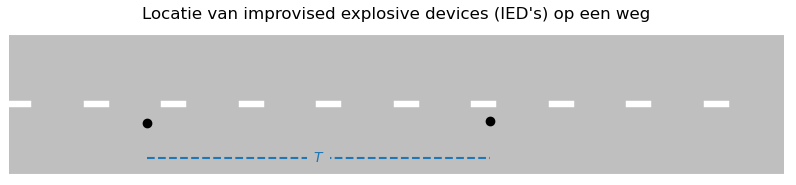 Locatie van improvised explosive devices (IED's) op een weg
T